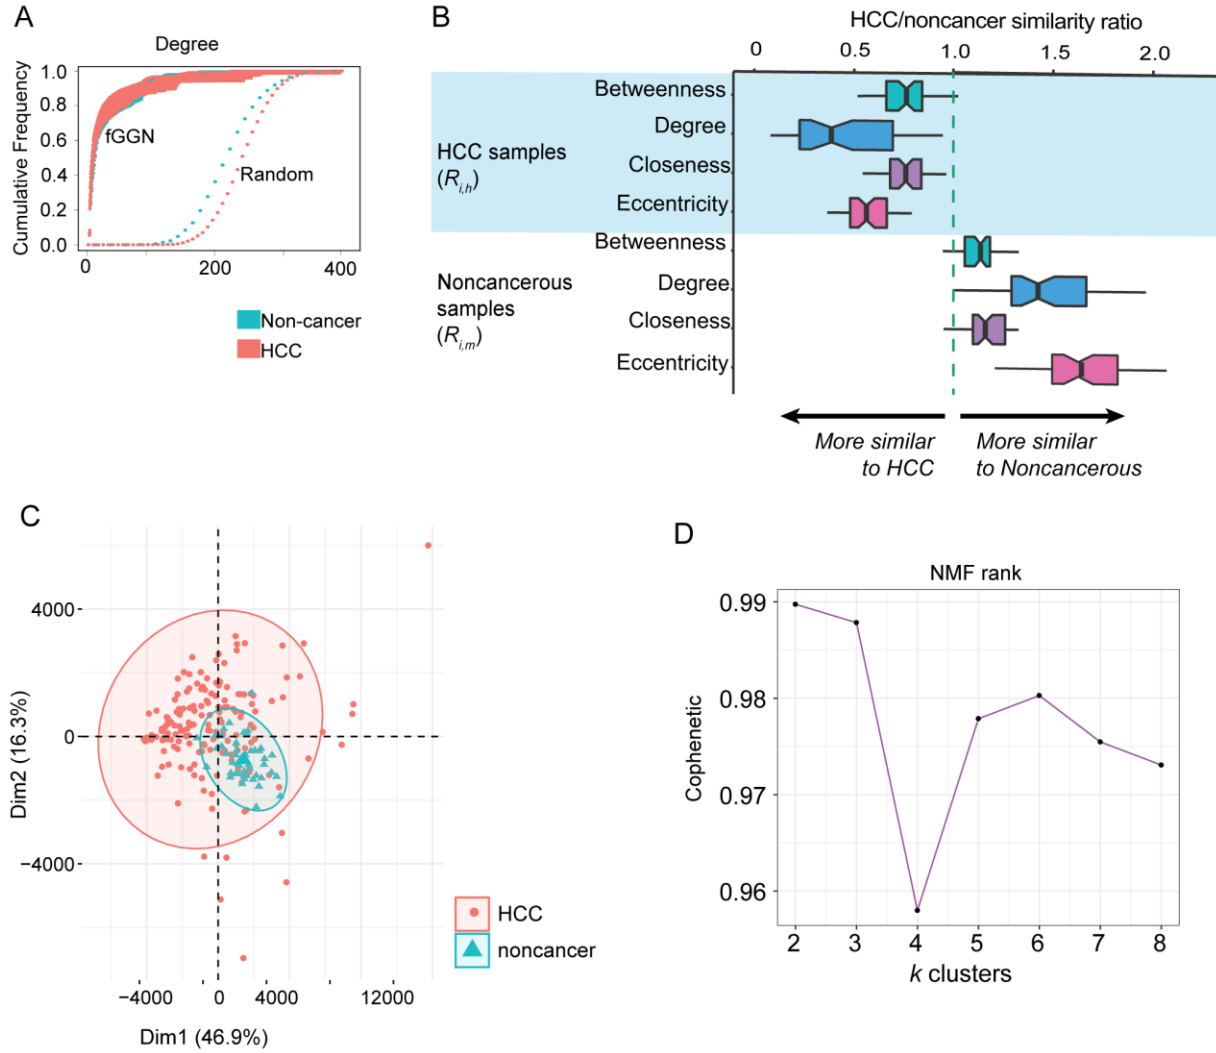 A
Degree
Cumulative Frequency
1.0
0.8
0.6
0.4
0.2
0.0
fGGN
Random
0
200
400
Non-cancer
HCC
B
HCC/noncancer similarity ratio
0
0.5
1.0
1.5
2.0
HCC samples
(R_{i,h})
Betweenness
Degree
Closeness
Eccentricity
Noncancerous
samples
(R_{i,m})
Betweenness
Degree
Closeness
Eccentricity
More similar
to HCC
More similar
to Noncancerous
C
Dim2 (16.3%)
4000
0
−4000
−4000
0
4000
12000
Dim1 (46.9%)
HCC
noncancer
D
NMF rank
Cophenetic
0.99
0.98
0.97
0.96
2
3
4
5
6
7
8
k clusters